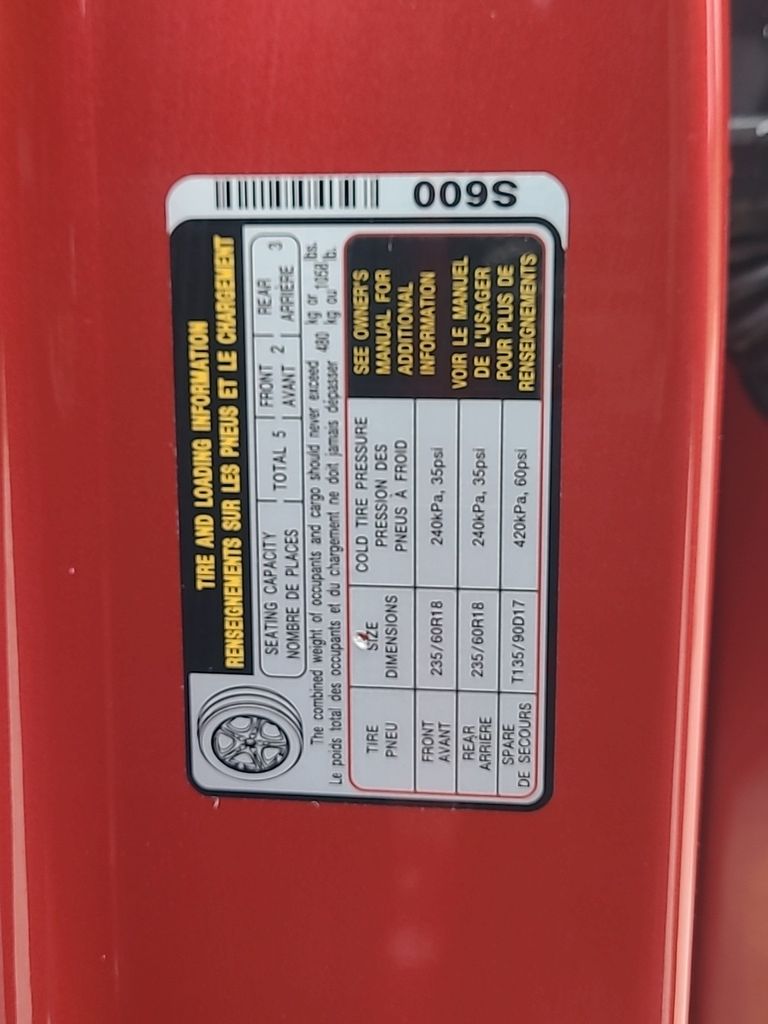 TIRE AND LOADING INFORMATION
RENSEIGNEMENTS SUR LES PNEUS ET LE CHARGEMENT
SEATING CAPACITY TOTAL 5 FRONT 2 REAR 3
NOMBRE DE PLACES AVANT ARRIÈRE
The combined weight of occupants and cargo should never exceed 480 kg or 1058 lbs.
Le poids total des occupants et du chargement ne doit jamais dépasser kg ou lb.
TIRE SIZE COLD TIRE PRESSURE
PNEU DIMENSIONS PRESSION DES
PNEUS À FROID
FRONT 235/60R18 240kPa, 35psi
AVANT
REAR 235/60R18 240kPa, 35psi
ARRIÈRE
SPARE T135/90D17 420kPa, 60psi
DE SECOURS
SEE OWNER'S
MANUAL FOR
ADDITIONAL
INFORMATION
VOIR LE MANUEL
DE L'USAGER
POUR PLUS DE
RENSEIGNEMENTS
S600